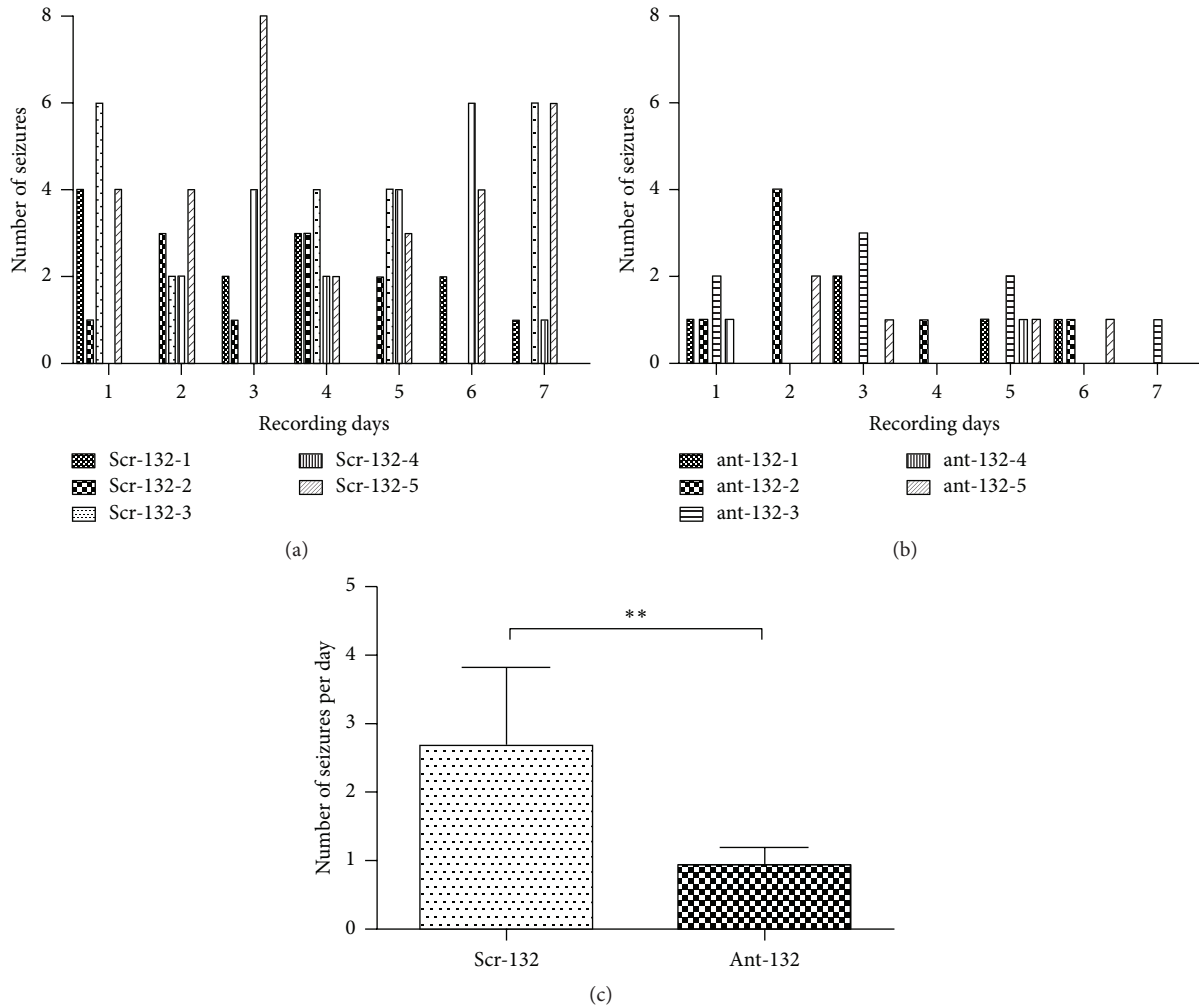 8
6
4
2
0
Number of seizures
1 2 3 4 5 6 7
Recording days
Scr-132-1
Scr-132-2
Scr-132-3
Scr-132-4
Scr-132-5
(a)
8
6
4
2
0
Number of seizures
1 2 3 4 5 6 7
Recording days
ant-132-1
ant-132-2
ant-132-3
ant-132-4
ant-132-5
(b)
5
4
3
2
1
0
Number of seizures per day
**
Scr-132 Ant-132
(c)